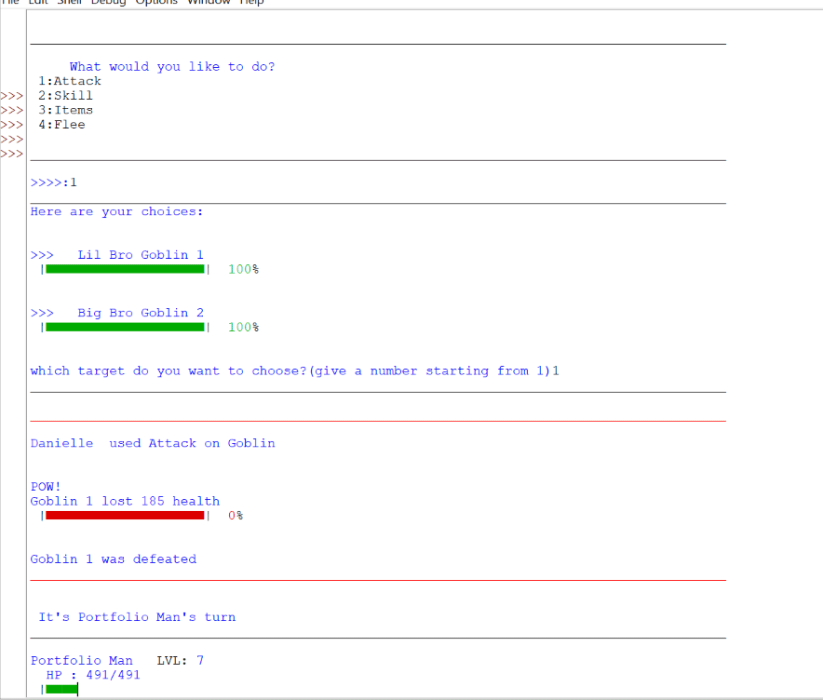 File Edit Shell Debug Options Window Help
What would you like to do?
1:Attack
>>> 2:Skill
>>> 3:Items
>>> 4:Flee
>>>
>>>
>>>>:1
Here are your choices:
>>> Lil Bro Goblin 1
| | 100%
>>> Big Bro Goblin 2
| | 100%
which target do you want to choose?(give a number starting from 1)1
Danielle used Attack on Goblin
POW!
Goblin 1 lost 185 health
| | 0%
Goblin 1 was defeated
It's Portfolio Man's turn
Portfolio Man LVL: 7
HP : 491/491
|